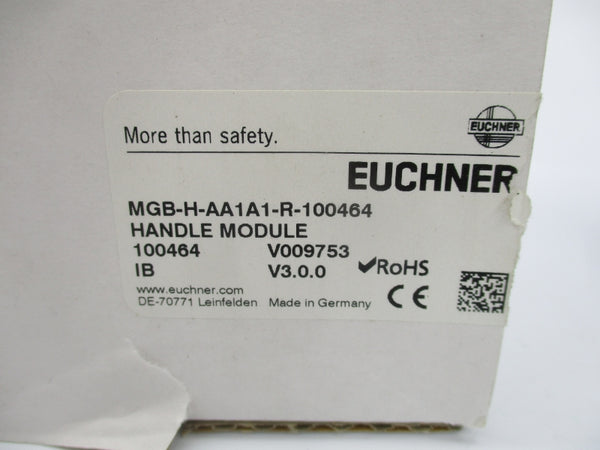 EUCHNER
More than safety.
EUCHNER
MGB-H-AA1A1-R-100464
HANDLE MODULE
100464 V009753
IB V3.0.0 ✔RoHS
www.euchner.com
DE-70771 Leinfelden Made in Germany CE